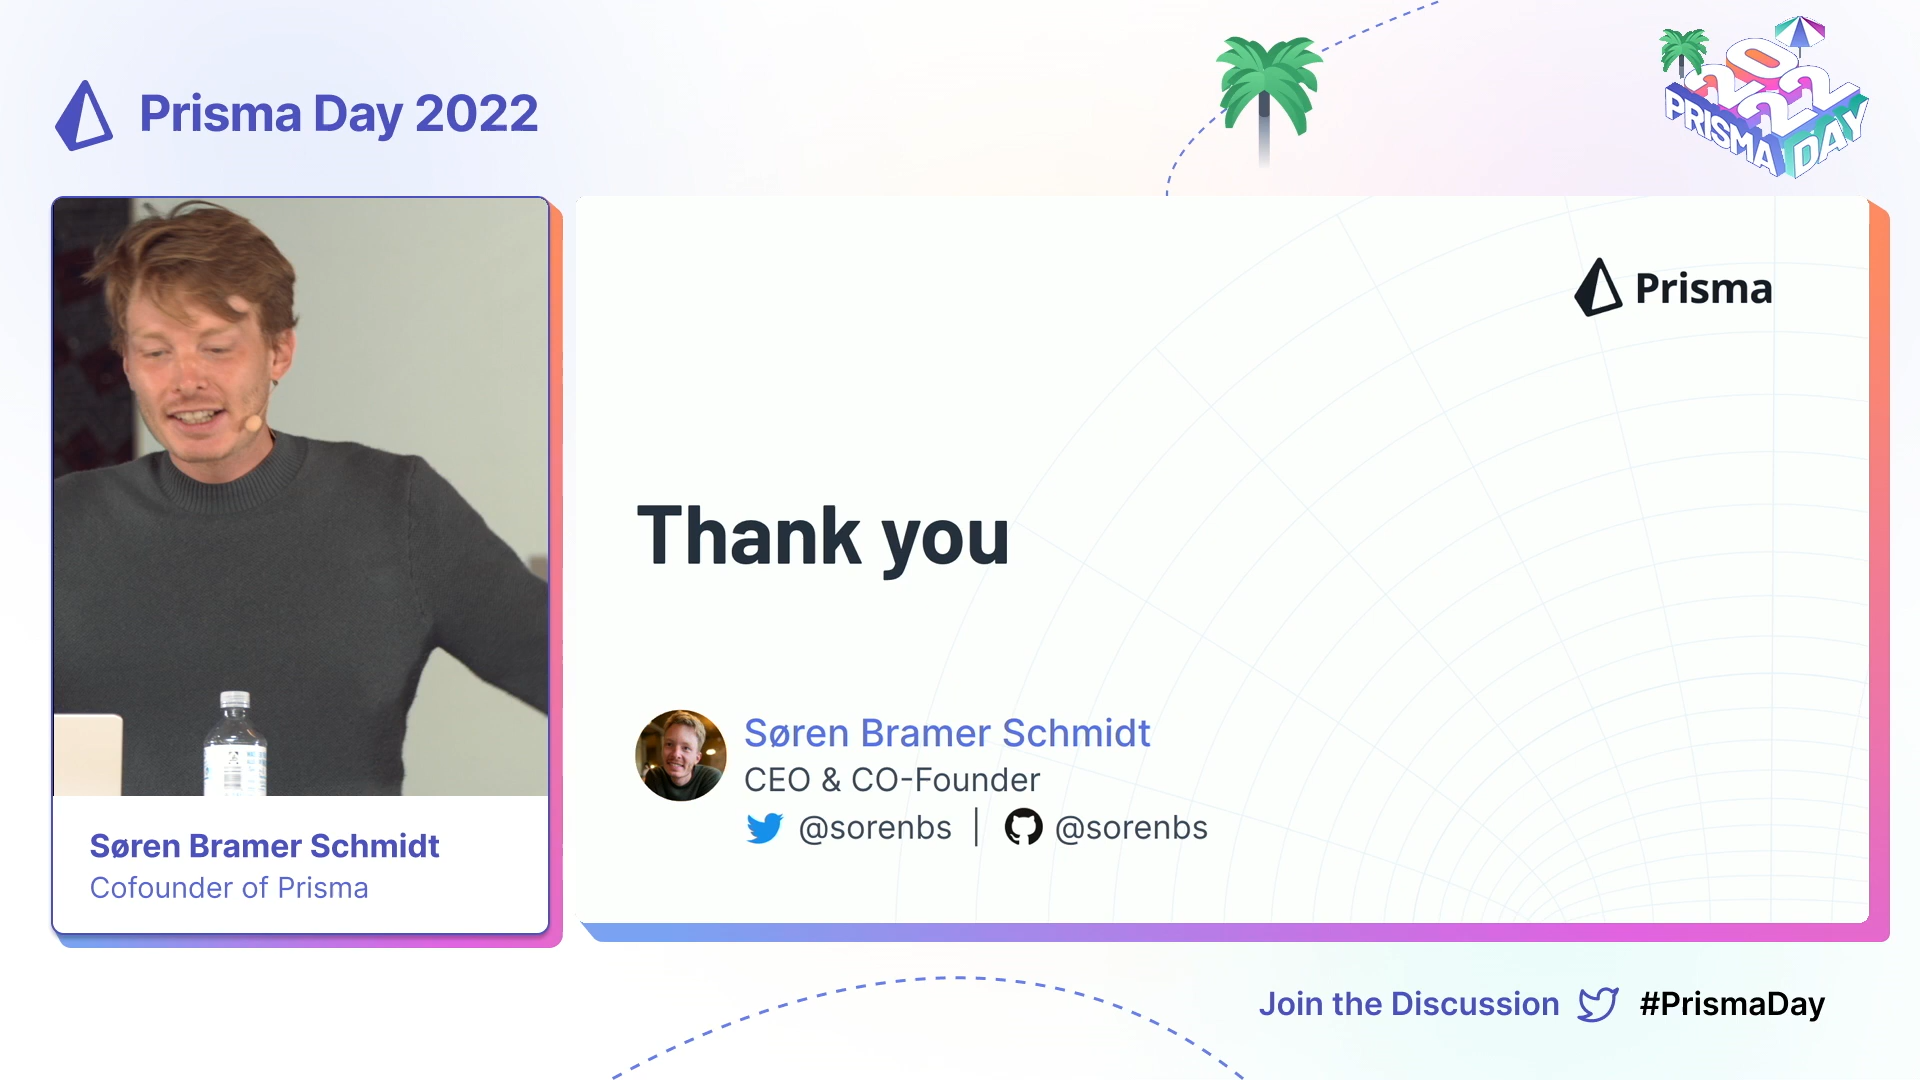 Prisma Day 2022
2022
PRISMA DAY
Prisma
Thank you
Søren Bramer Schmidt
CEO & CO-Founder
@sorenbs | @sorenbs
Søren Bramer Schmidt
Cofounder of Prisma
Join the Discussion #PrismaDay